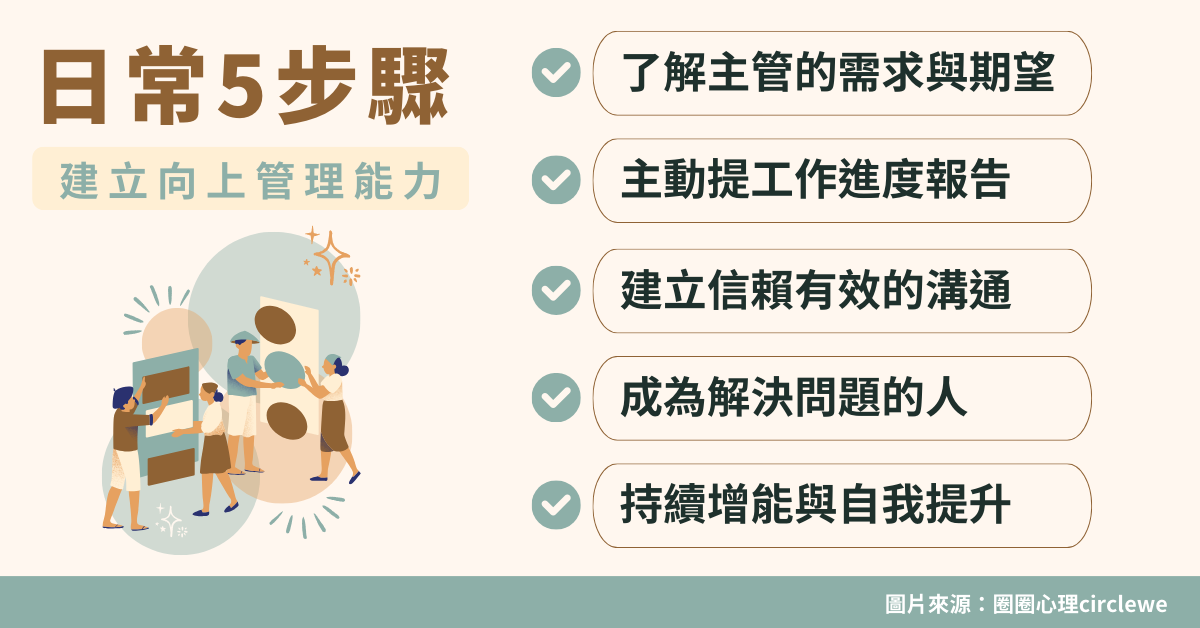 日常5步驟
建立向上管理能力
了解主管的需求與期望
主動提工作進度報告
建立信賴有效的溝通
成為解決問題的人
持續增能與自我提升
圖片來源：圈圈心理circlewe